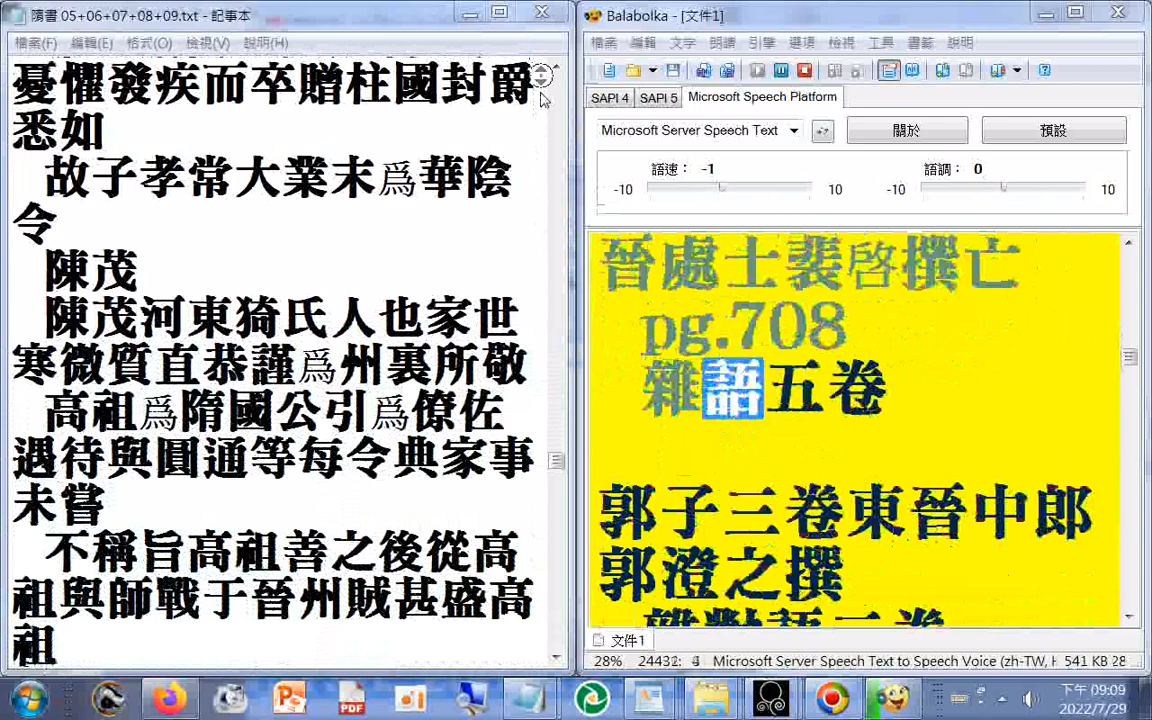 隋書 05+06+07+08+09.txt - 記事本
檔案(F) 編輯(E) 格式(O) 檢視(V) 說明(H)
憂懼發疾而卒贈柱國封爵
悉如
故子孝常大業末爲華陰
令
陳茂
陳茂河東猗氏人也家世
寒微質直恭謹爲州裏所敬
高祖爲隋國公引爲僚佐
遇待與圓通等每令典家事
未嘗
不稱旨高祖善之後從高
祖與師戰于晉州賊甚盛高
祖
Balabolka - [文件1]
檔案 編輯 文字 朗讀 引擎 選項 檢視 工具 書籤 說明
SAPI 4 SAPI 5 Microsoft Speech Platform
Microsoft Server Speech Text 關於 預設
語速： -1 語調： 0
-10 10 -10 10
晉處士裴啓撰亡
pg.708
雜語五卷
郭子三卷東晉中郎
郭澄之撰
雜對語二卷
文件1
28% 24432: 4 Microsoft Server Speech Text to Speech Voice (zh-TW, H 541 KB 28
PDF
下午 09:09
2022/7/29